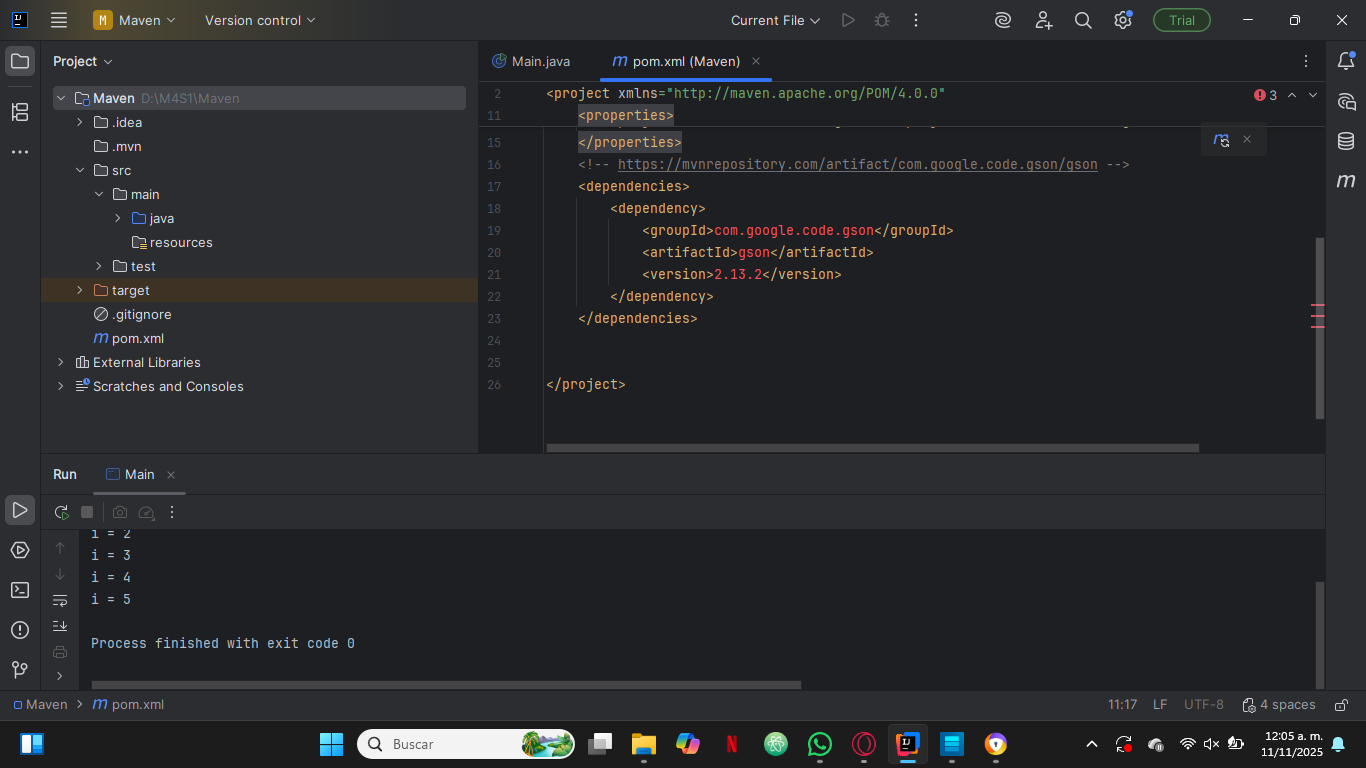 M Maven Version control Current File Trial
Project
Main.java
pom.xml (Maven)
Maven D:\M4S1\Maven
.idea
.mvn
src
main
java
resources
test
target
.gitignore
pom.xml
External Libraries
Scratches and Consoles
2 <project xmlns="http://maven.apache.org/POM/4.0.0"
3
11 <properties>
15 </properties>
16 <!-- https://mvnrepository.com/artifact/com.google.code.gson/gson -->
17 <dependencies>
18 <dependency>
19 <groupId>com.google.code.gson</groupId>
20 <artifactId>gson</artifactId>
21 <version>2.13.2</version>
22 </dependency>
23 </dependencies>
24
25
26 </project>
Run Main
i = 2
i = 3
i = 4
i = 5
Process finished with exit code 0
Maven pom.xml 11:17 LF UTF-8 4 spaces
Buscar
12:05 a. m.
11/11/2025